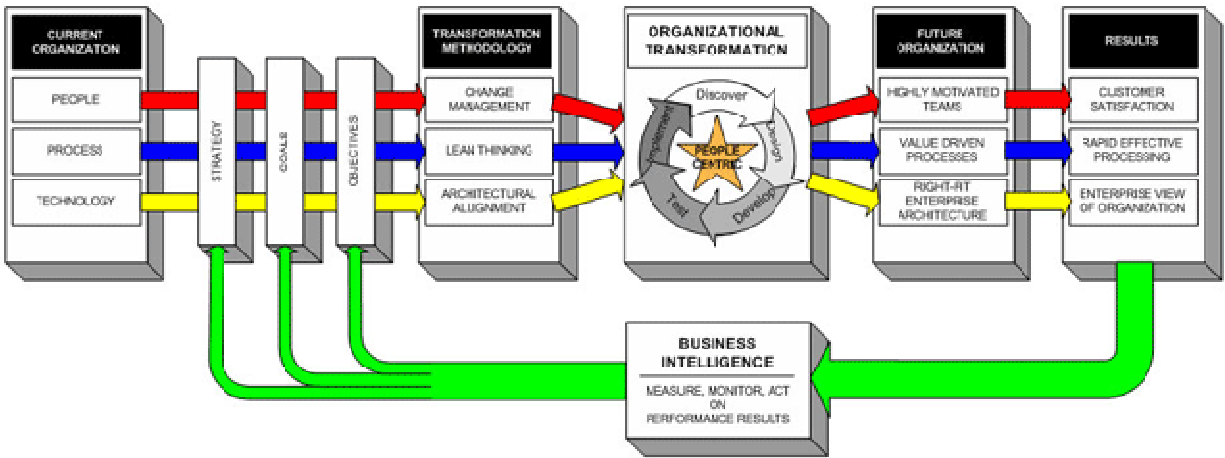 CURRENT
ORGANIZATON
PEOPLE
PROCESS
TECHNOLOGY
STRATEGY
GOALS
OBJECTIVES
TRANSFORMATION
METHODOLOGY
CHANGE
MANAGEMENT
LEAN THINKING
ARCHITECTURAL
ALIGNMENT
ORGANIZATIONAL
TRANSFORMATION
Discover
Design
Develop
Test
Implement
PEOPLE
CENTRIC
FUTURE
ORGANIZATION
HIGHLY MOTIVATED
TEAMS
VALUE DRIVEN
PROCESSES
RIGHT-RT
ENTERPRISE
ARCHITECTURE
RESULTS
CUSTOMER
SATISFACTION
RAPID EFFECTIVE
PROCESSING
ENTERPRISE VIEW
OF ORGANIZATION
BUSINESS
INTELLIGENCE
MEASURE, MONITOR, ACT
ON
PERFORMANCE RESULTS